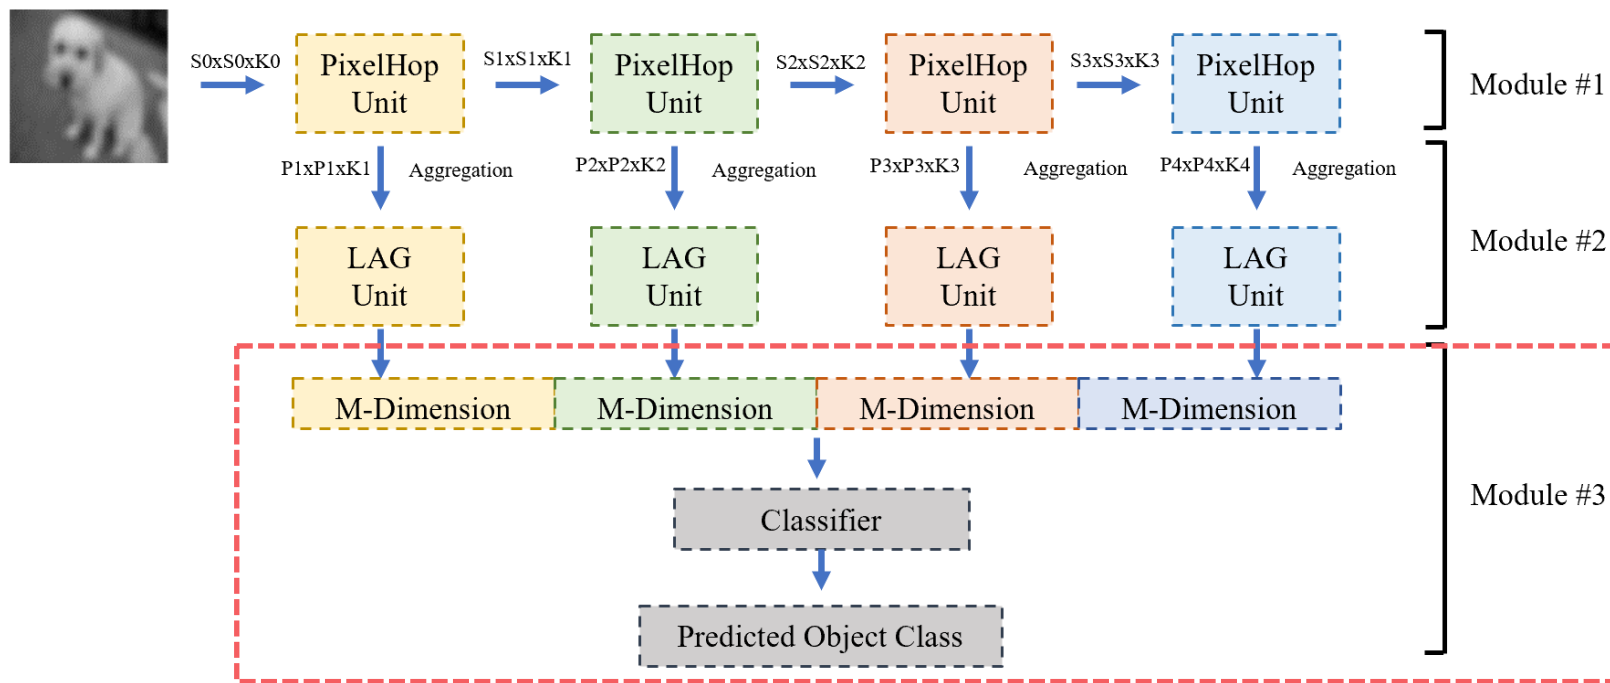 S0xS0xK0
PixelHop
Unit
S1xS1xK1
PixelHop
Unit
S2xS2xK2
PixelHop
Unit
S3xS3xK3
PixelHop
Unit
Module #1
P1xP1xK1
Aggregation
P2xP2xK2
Aggregation
P3xP3xK3
Aggregation
P4xP4xK4
Aggregation
LAG
Unit
LAG
Unit
LAG
Unit
LAG
Unit
Module #2
M-Dimension
M-Dimension
M-Dimension
M-Dimension
Classifier
Predicted Object Class
Module #3